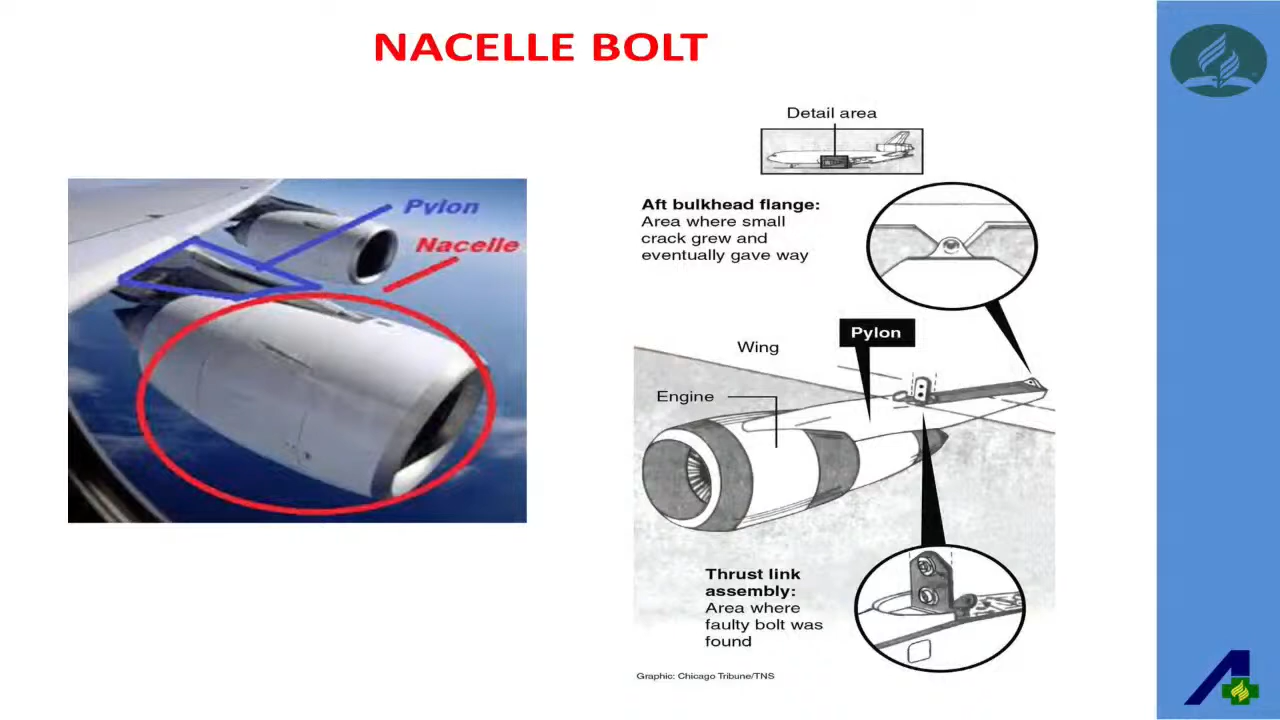 NACELLE BOLT
Pylon
Nacelle
Detail area
Aft bulkhead flange:
Area where small
crack grew and
eventually gave way
Pylon
Wing
Engine
Thrust link
assembly:
Area where
faulty bolt was
found
Graphic: Chicago Tribune/TNS